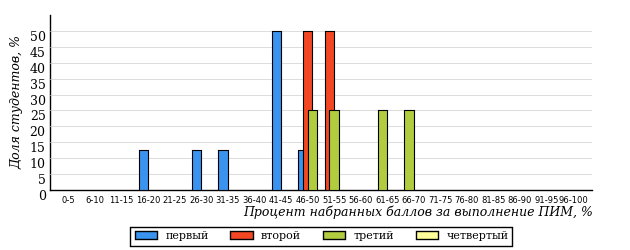 Доля студентов, %
50
45
40
35
30
25
20
15
10
5
0
0-5 6-10 11-15 16-20 21-25 26-30 31-35 36-40 41-45 46-50 51-55 56-60 61-65 66-70 71-75 76-80 81-85 86-90 91-95 96-100
Процент набранных баллов за выполнение ПИМ, %
первый второй третий четвертый